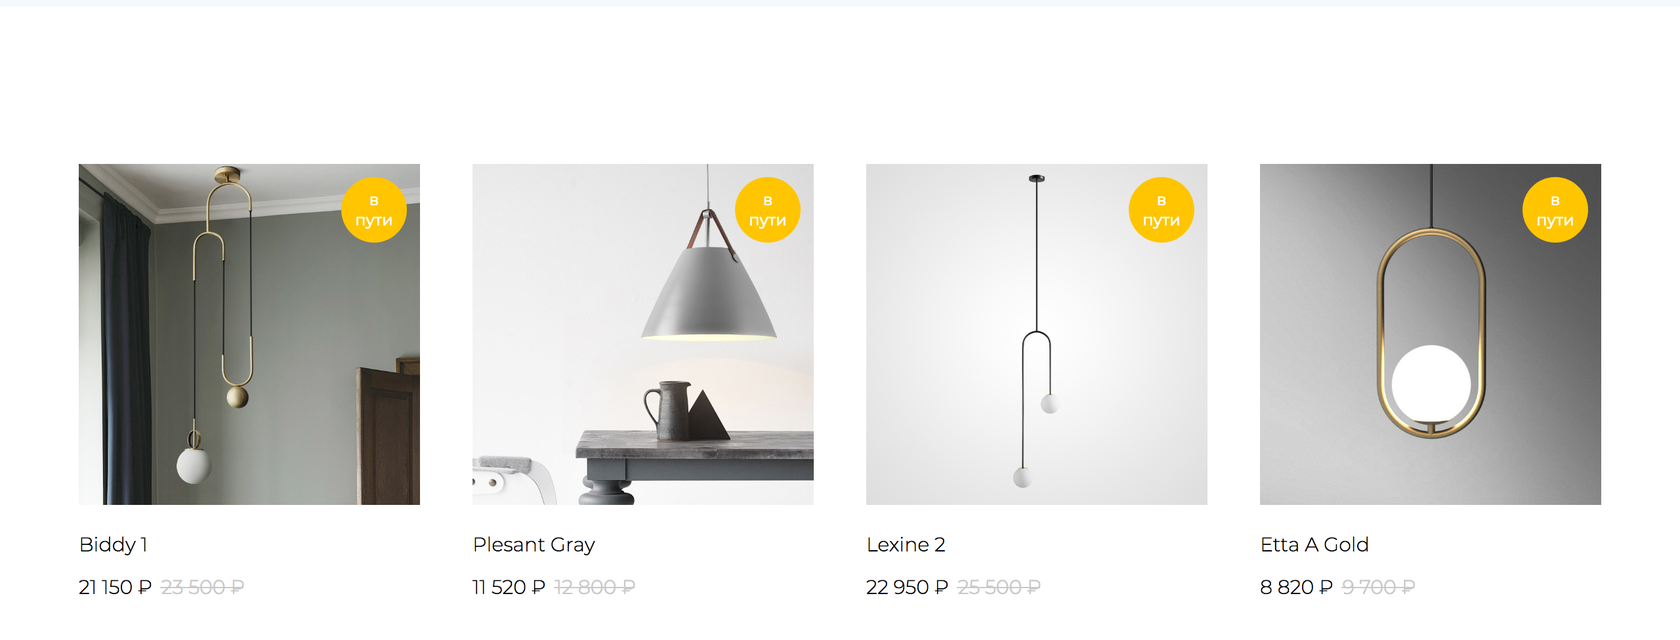 в
пути
в
пути
в
пути
в
пути
Biddy 1
Plesant Gray
Lexine 2
Etta A Gold
21 150 ₽ 23 500 ₽
11 520 ₽ 12 800 ₽
22 950 ₽ 25 500 ₽
8 820 ₽ 9 700 ₽